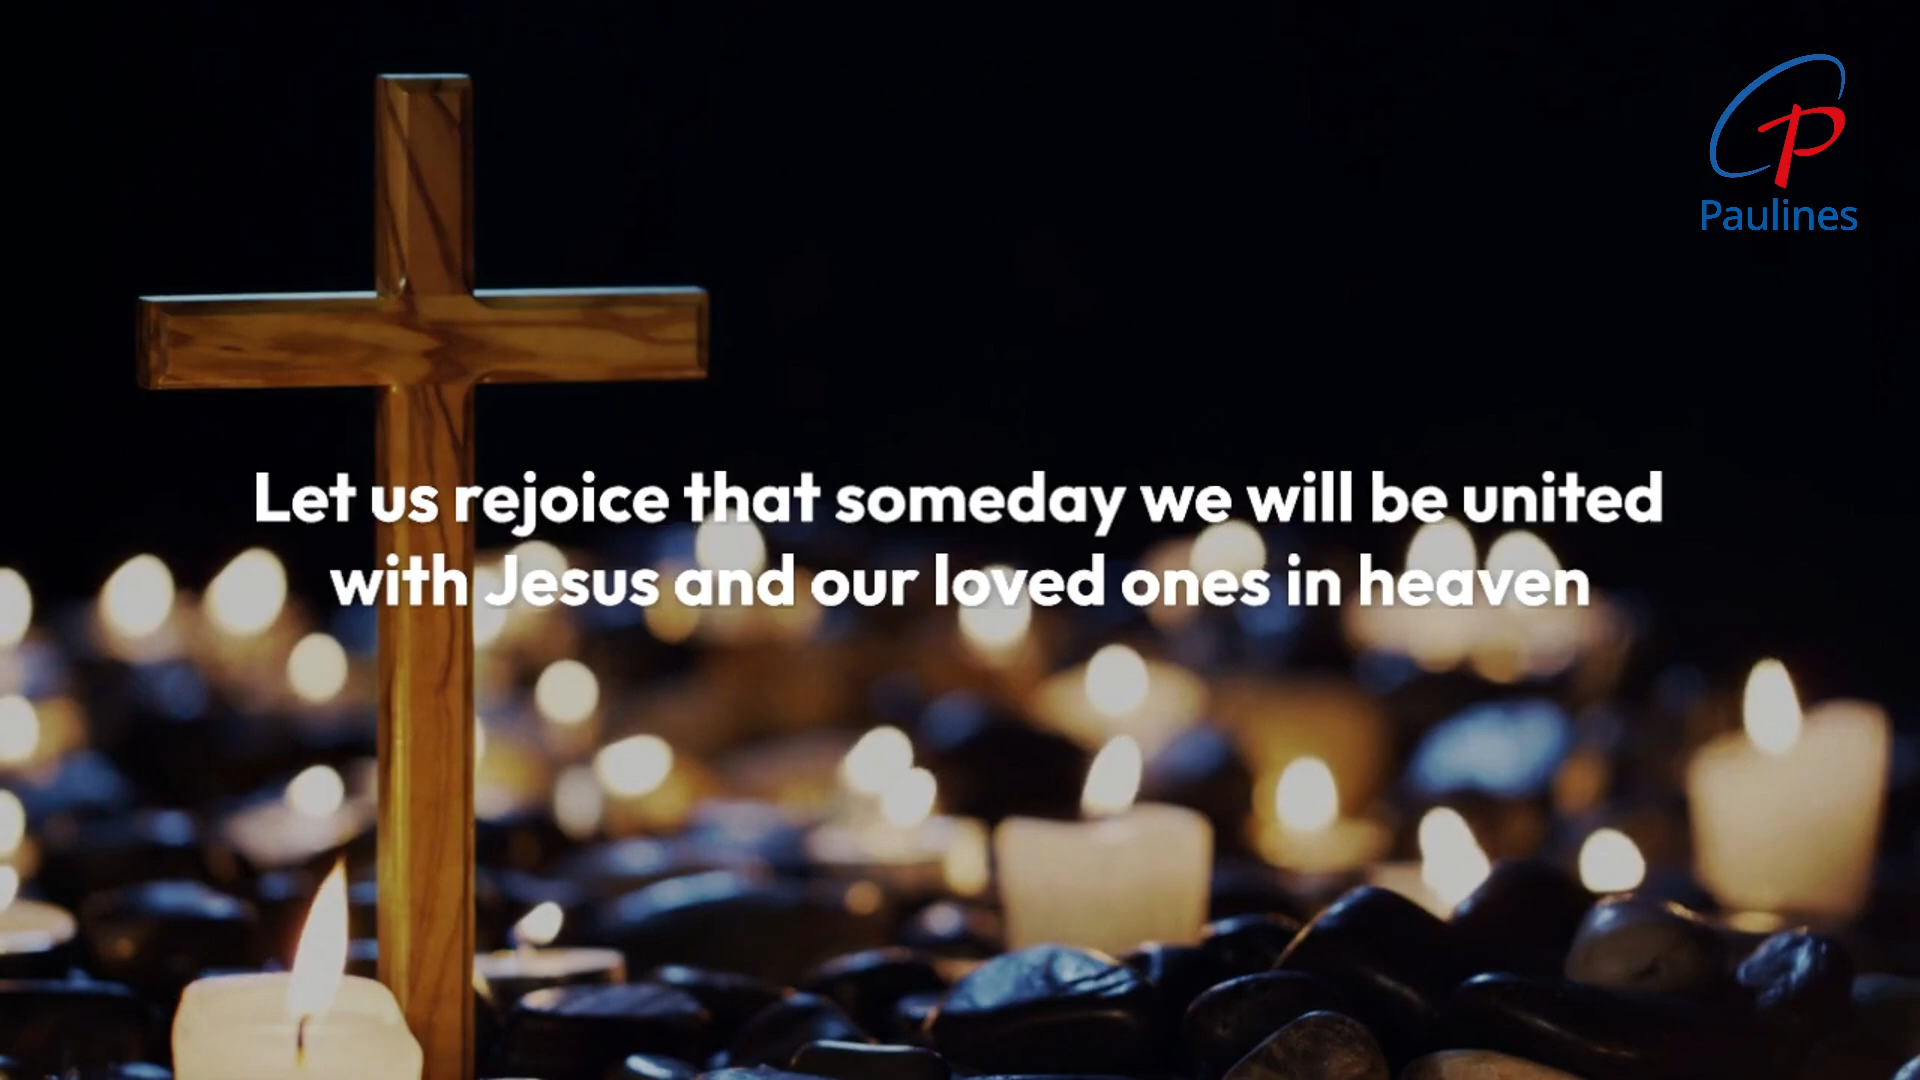 Paulines
Let us rejoice that someday we will be united
with Jesus and our loved ones in heaven